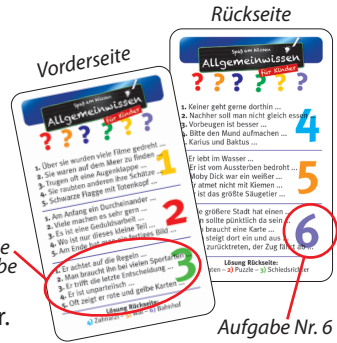 Rückseite
Vorderseite
Spaß am Wissen
Allgemeinwissen
für Kinder
? ? ? ? ? ?
1. Über sie wurden viele Filme gedreht ...
2. Sie waren auf dem Meer zu finden ...
3. Trugen oft eine Augenklappe ...
4. Sie raubten anderen ihre Schätze ...
5. Schwarze Flagge mit Totenkopf ...
1
1. Am Anfang ein Durcheinander ...
2. Viele machen es sehr gern ...
3. Es ist eine Geduldsarbeit ...
4. Wo ist nur dieses kleine Teil ...
5. Am Ende hat man ein fertiges Bild ...
2
1. Er achtet auf die Regeln ...
2. Man braucht ihn bei vielen Sportarten ...
3. Er trifft die letzte Entscheidung ...
4. Er ist unparteiisch ...
5. Oft zeigt er rote und gelbe Karten ...
3
Lösung Rückseite:
4) Zahnarzt – 5) Wal – 6) Bahnhof
Spaß am Wissen
Allgemeinwissen
für Kinder
? ? ? ? ? ?
1. Keiner geht gerne dorthin ...
2. Nachher soll man nicht gleich essen
3. Vorbeugen ist besser ...
4. Bitte den Mund aufmachen ...
5. Karius und Baktus ...
4
Er lebt im Wasser ...
Er ist vom Aussterben bedroht ...
Moby Dick war ein weißer ...
r atmet nicht mit Kiemen ...
ist das größte Säugetier ...
5
e größere Stadt hat einen ...
n sollte pünktlich da sein ...
n braucht eine Karte ...
steigt dort ein und aus ...
zurücktreten, der Zug fährt ab ...
6
Lösung Rückseite:
ten – 2) Puzzle – 3) Schiedsrichter
e
be
r.
Aufgabe Nr. 6